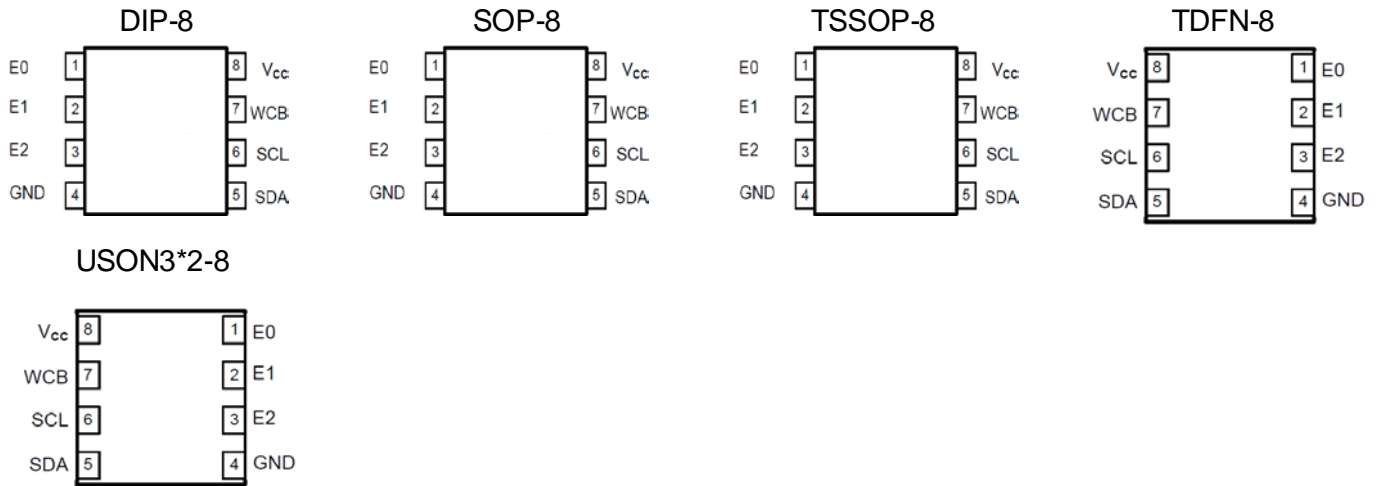 DIP-8 SOP-8 TSSOP-8 TDFN-8
E0 1 8 Vcc E0 1 8 Vcc E0 1 8 Vcc Vcc 8 1 E0
E1 2 7 WCB E1 2 7 WCB E1 2 7 WCB WCB 7 2 E1
E2 3 6 SCL E2 3 6 SCL E2 3 6 SCL SCL 6 3 E2
GND 4 5 SDA GND 4 5 SDA GND 4 5 SDA SDA 5 4 GND
USON3*2-8
Vcc 8 1 E0
WCB 7 2 E1
SCL 6 3 E2
SDA 5 4 GND